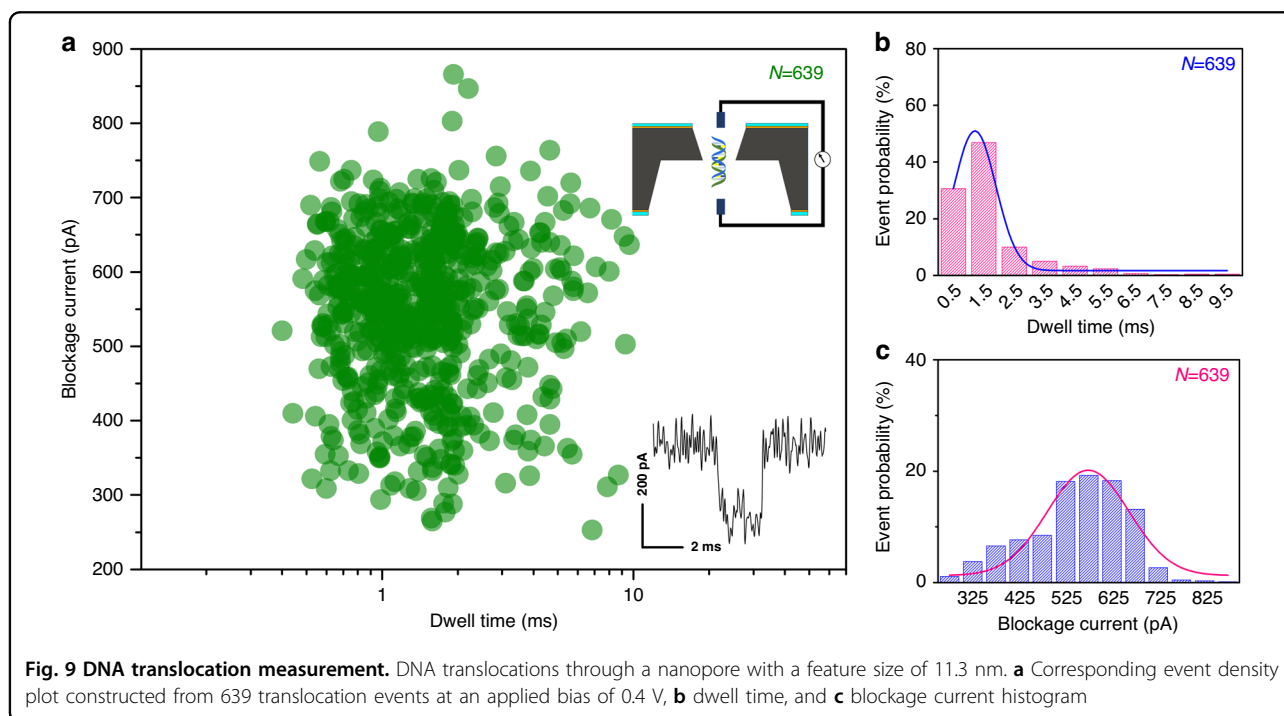 a
900
800
700
600
500
400
300
200
Blockage current (pA)
N=639
200 pA
2 ms
1
10
Dwell time (ms)
b
80
60
40
20
0
Event probability (%)
N=639
0.5
1.5
2.5
3.5
4.5
5.5
6.5
7.5
8.5
9.5
Dwell time (ms)
c
40
30
20
10
0
Event probability (%)
N=639
325
425
525
625
725
825
Blockage current (pA)
Fig. 9 DNA translocation measurement. DNA translocations through a nanopore with a feature size of 11.3 nm. a Corresponding event density
plot constructed from 639 translocation events at an applied bias of 0.4 V, b dwell time, and c blockage current histogram